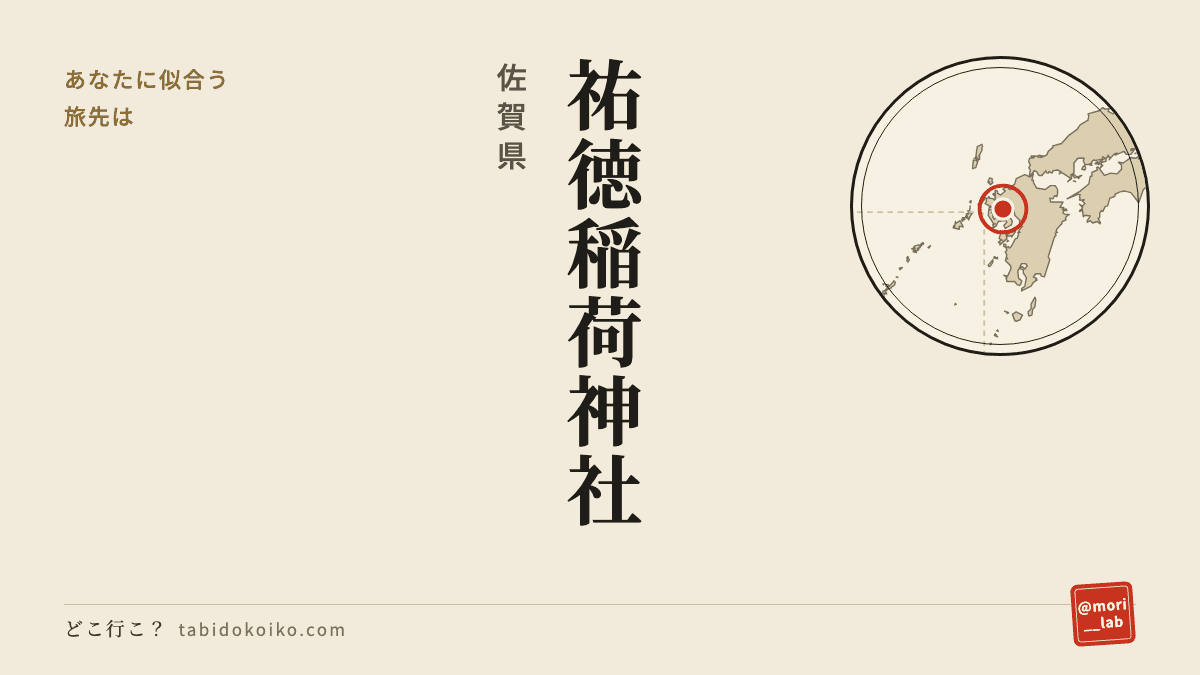 あなたに似合う
旅先は
祐徳稲荷神社
佐賀県
どこ行こ？ tabidokoiko.com
@mori
__lab